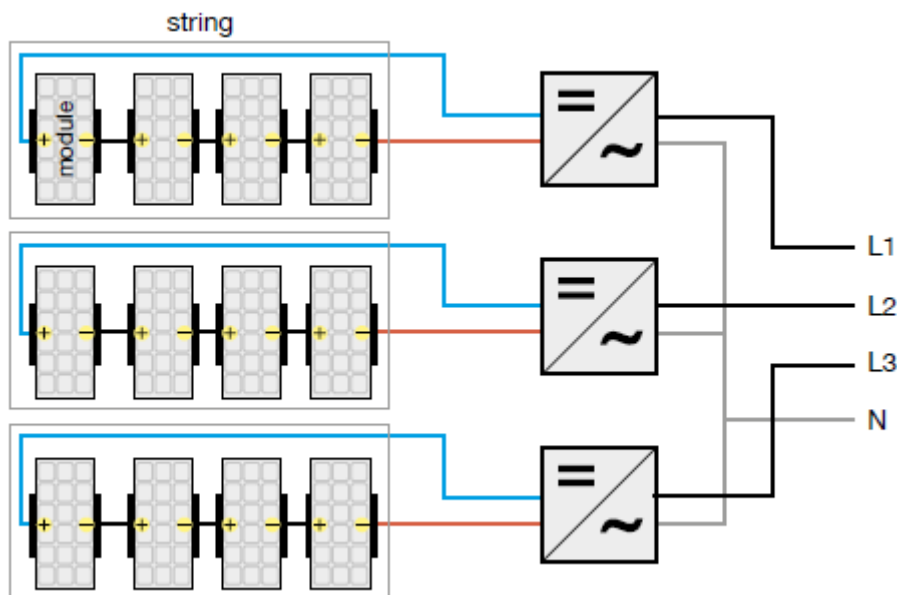 string
module
+ − + − + − + −
L1
+ − + − + − + −
L2
L3
N
+ − + − + − + −
= ~
= ~
= ~